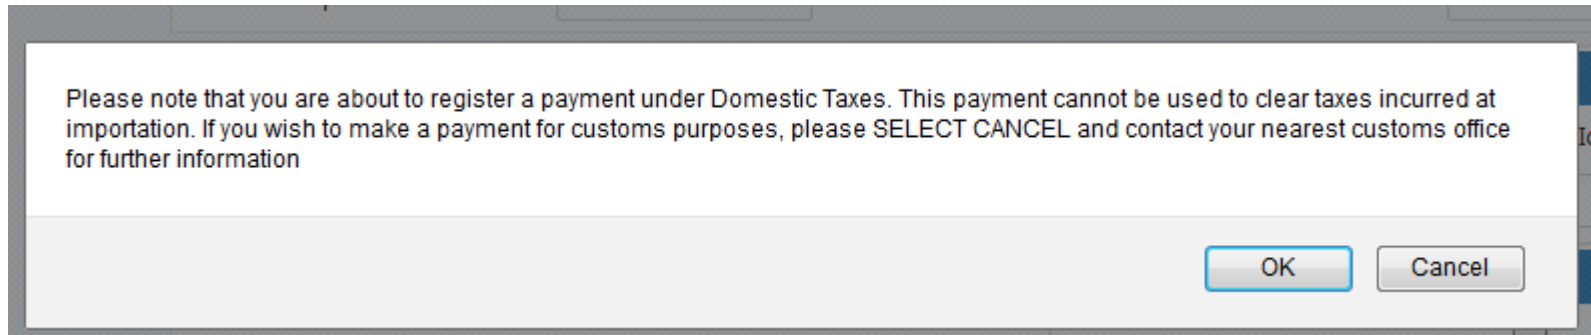 Please note that you are about to register a payment under Domestic Taxes. This payment cannot be used to clear taxes incurred at
importation. If you wish to make a payment for customs purposes, please SELECT CANCEL and contact your nearest customs office
for further information
OK
Cancel